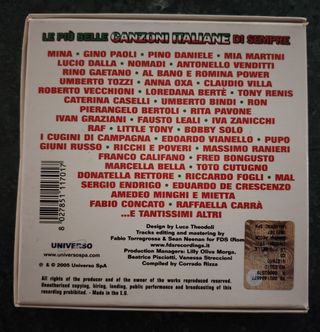 LE PIÙ BELLE CANZONI ITALIANE DI SEMPRE
MINA • GINO PAOLI • PINO DANIELE • MIA MARTINI
LUCIO DALLA • NOMADI • ANTONELLO VENDITTI
RINO GAETANO • AL BANO E ROMINA POWER
UMBERTO TOZZI • ANNA OXA • CLAUDIO VILLA
ROBERTO VECCHIONI • LOREDANA BERTÈ • TONY RENIS
CATERINA CASELLI • UMBERTO BINDI • RON
PIERANGELO BERTOLI • RITA PAVONE
IVAN GRAZIANI • FAUSTO LEALI • IVA ZANICCHI
RAF • LITTLE TONY • BOBBY SOLO
I CUGINI DI CAMPAGNA • EDOARDO VIANELLO • PUPO
GIUNI RUSSO • RICCHI E POVERI • MASSIMO RANIERI
FRANCO CALIFANO • FRED BONGUSTO
MARCELLA BELLA • TOTO CUTUGNO
DONATELLA RETTORE • RICCARDO FOGLI • MAL
SERGIO ENDRIGO • EDUARDO DE CRESCENZO
AMEDEO MINGHI E MIETTA
FABIO CONCATO • RAFFAELLA CARRÀ
...E TANTISSIMI ALTRI
8 027851 117017
Design by Luca Theodoli
Tracks editing and mastering by
Fabio Torregrossa & Sean Neenan for FDS (Rom
www.fdsrecordings.it)
Production Managing: Lilly Olive Morgo,
Beatrice Picciotti, Vanessa Streccioni
Compiled by Corrado Rizza
UNIVERSO
www.universospa.com
℗ & © 2005 Universo SpA
All rights of the producer and of the owner of the works reproduced reserved.
Unauthorised copying, hiring, lending, public performance and broadcasting of this
recording prohibited. - Made in the E.U.